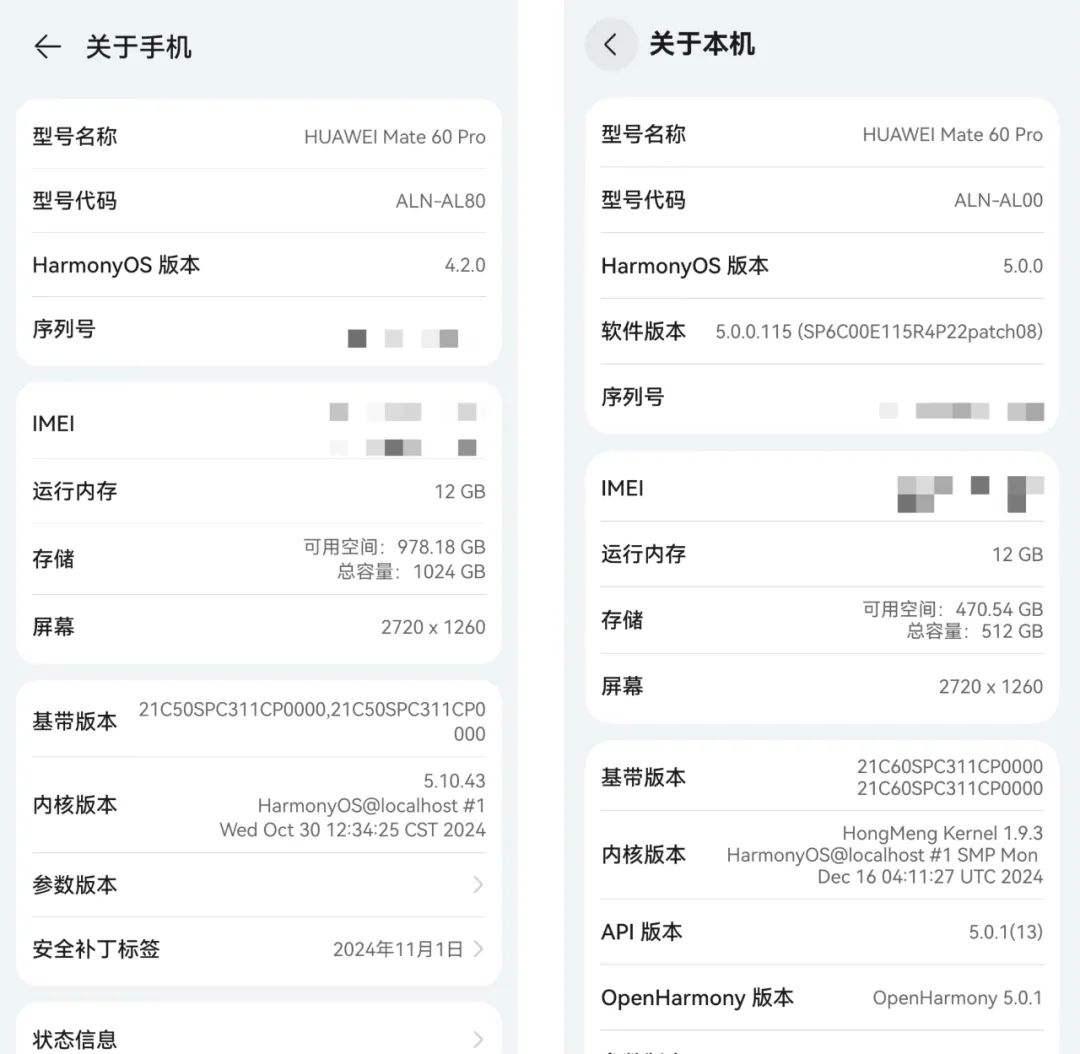 关于手机
型号名称 HUAWEI Mate 60 Pro
型号代码 ALN-AL80
HarmonyOS 版本 4.2.0
序列号
IMEI
运行内存 12 GB
存储 可用空间：978.18 GB
总容量：1024 GB
屏幕 2720 x 1260
基带版本 21C50SPC311CP0000,21C50SPC311CP0
000
内核版本 5.10.43
HarmonyOS@localhost #1
Wed Oct 30 12:34:25 CST 2024
参数版本
安全补丁标签 2024年11月1日
状态信息
关于本机
型号名称 HUAWEI Mate 60 Pro
型号代码 ALN-AL00
HarmonyOS 版本 5.0.0
软件版本 5.0.0.115 (SP6C00E115R4P22patch08)
序列号
IMEI
运行内存 12 GB
存储 可用空间：470.54 GB
总容量：512 GB
屏幕 2720 x 1260
基带版本 21C60SPC311CP0000
21C60SPC311CP0000
内核版本 HongMeng Kernel 1.9.3
HarmonyOS@localhost #1 SMP Mon
Dec 16 04:11:27 UTC 2024
API 版本 5.0.1(13)
OpenHarmony 版本 OpenHarmony 5.0.1